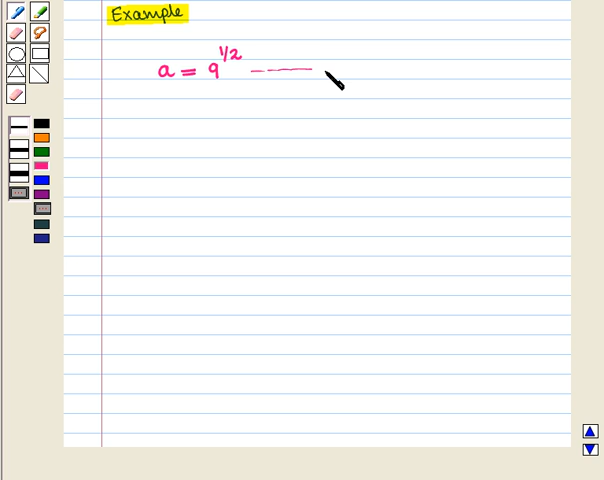 Example
a = 9^{1/2} ———